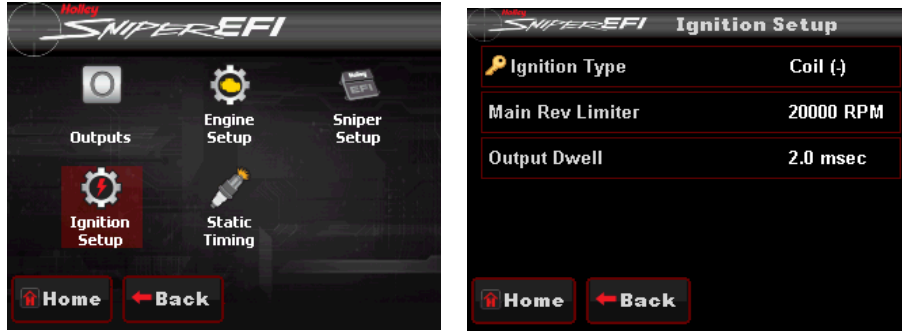 Holley
SNIPER EFI
Outputs
Engine
Setup
Holley
EFI
Sniper
Setup
Ignition
Setup
Static
Timing
H Home
Back
Holley
SNIPER EFI Ignition Setup
Ignition Type Coil (-)
Main Rev Limiter 20000 RPM
Output Dwell 2.0 msec
H Home
Back